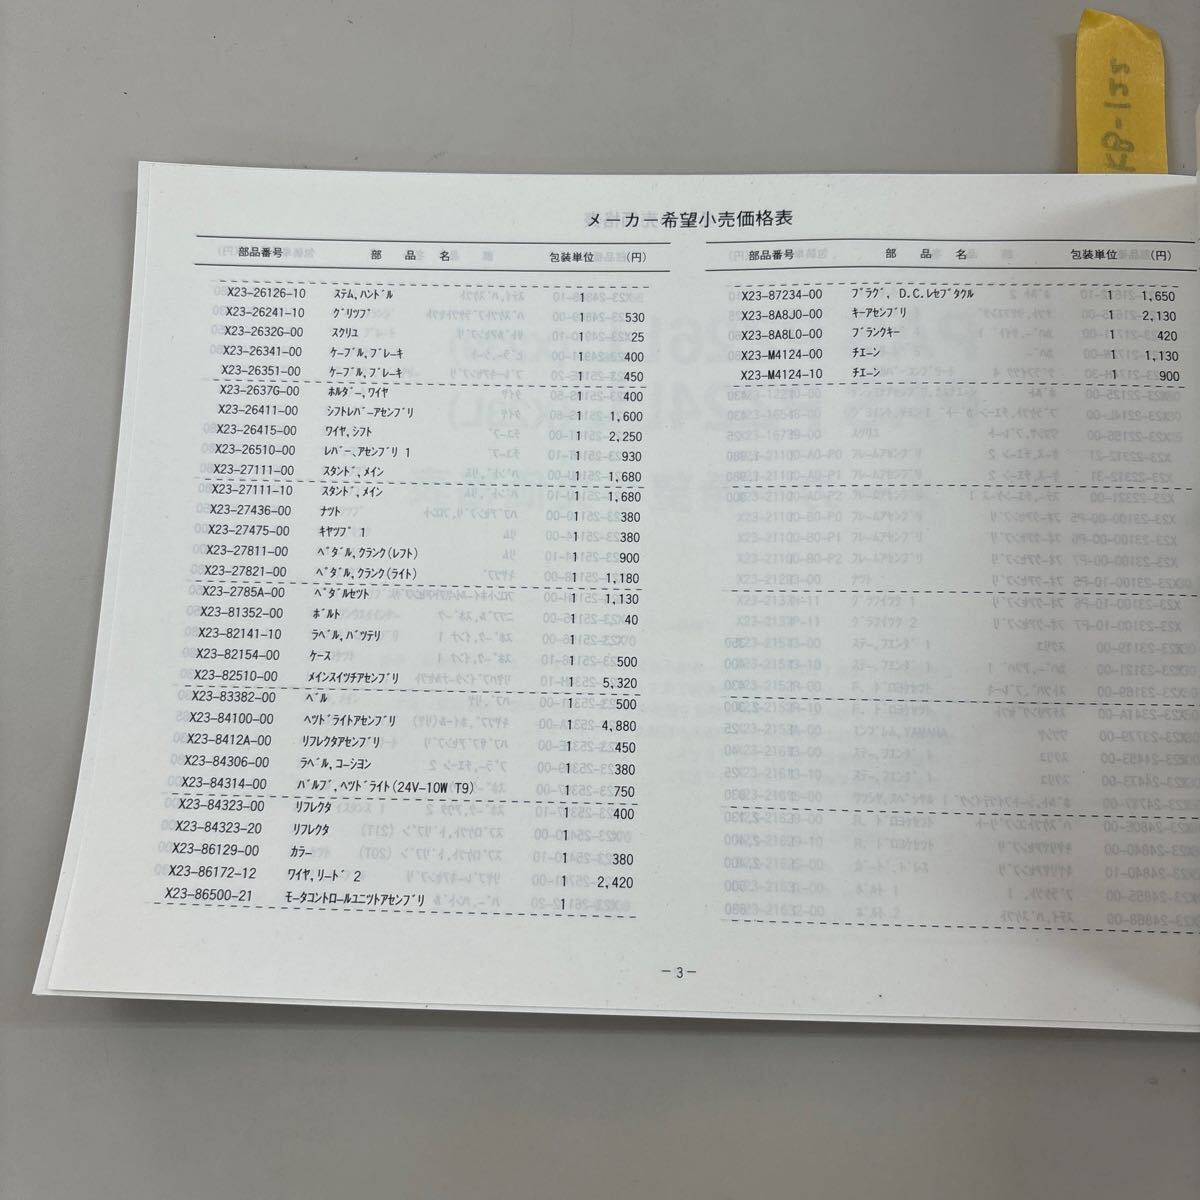 KB-155
メーカー希望小売価格表
部品番号 部品名 包装単位 (円)
X23-26126-10 ステム,ハンドル 1
X23-26241-10 グリツプ 1 530
X23-2632G-00 スクリユ 1 25
X23-26341-00 ケーブル,ブレーキ 1 400
X23-26351-00 ケーブル,ブレーキ 1 450
X23-2637G-00 ホルダー,ワイヤ 1 400
X23-26411-00 シフトレバーアセンブリ 1 1,600
X23-26415-00 ワイヤ,シフト 1 2,250
X23-26510-00 レバー,アセンブリ 1 1 930
X23-27111-00 スタンド,メイン 1 1,680
X23-27111-10 スタンド,メイン 1 1,680
X23-27436-00 ナツト 1 380
X23-27475-00 キヤツプ 1 1 380
X23-27811-00 ペダル,クランク(レフト) 1 900
X23-27821-00 ペダル,クランク(ライト) 1 1,180
X23-2785A-00 ペダルセツト 1 1,130
X23-81352-00 ボルト 1 40
X23-82141-10 ラベル,バツテリ 1
X23-82154-00 ケース 1 500
X23-82510-00 メインスイツチアセンブリ 1 5,320
X23-83382-00 ベル 1 500
X23-84100-00 ヘツドライトアセンブリ 1 4,880
X23-8412A-00 リフレクタアセンブリ 1 450
X23-84306-00 ラベル,コーシヨン 1 380
X23-84314-00 バルブ,ヘツドライト(24V-10W T9) 1 750
X23-84323-00 リフレクタ 1 400
X23-84323-20 リフレクタ 1
X23-86129-00 カラー 1 380
X23-86172-12 ワイヤ,リード 2 1 2,420
X23-86500-21 モータコントロールユニツトアセンブリ 1
部品番号 部品名 包装単位 (円)
X23-87234-00 プラグ, D.C.レセプタクル 1 1,650
X23-8A8J0-00 キーアセンブリ 1 2,130
X23-8A8L0-00 ブランクキー 1 420
X23-M4124-00 チエーン 1 1,130
X23-M4124-10 チエーン 1 900
-3-